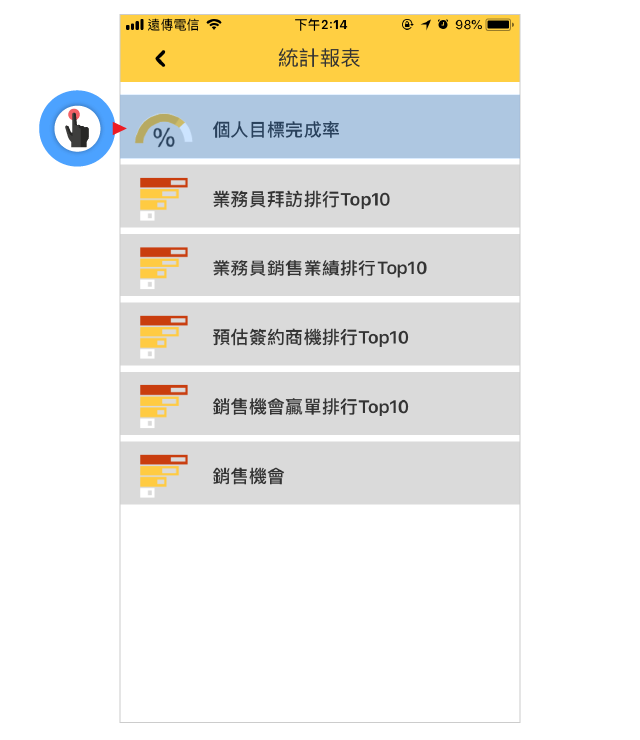 遠傳電信 下午2:14 98%
統計報表
% 個人目標完成率
業務員拜訪排行Top10
業務員銷售業績排行Top10
預估簽約商機排行Top10
銷售機會贏單排行Top10
銷售機會